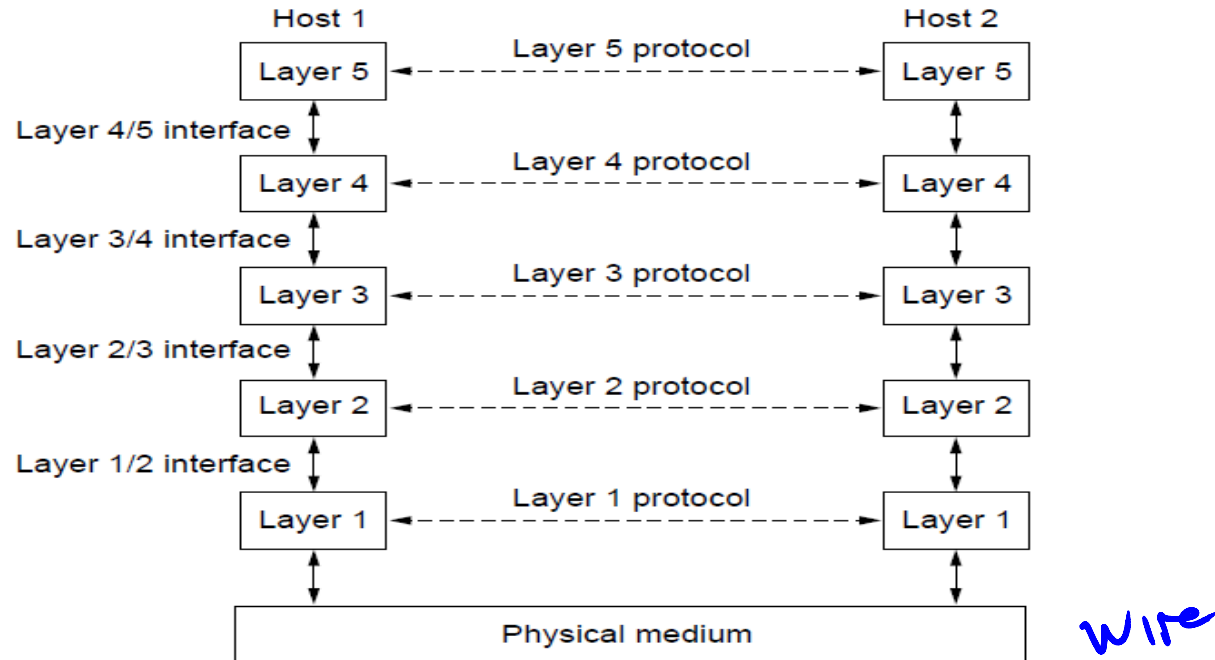 Host 1
Host 2
Layer 5 protocol
Layer 5
Layer 5
Layer 4/5 interface
Layer 4 protocol
Layer 4
Layer 4
Layer 3/4 interface
Layer 3 protocol
Layer 3
Layer 3
Layer 2/3 interface
Layer 2 protocol
Layer 2
Layer 2
Layer 1/2 interface
Layer 1 protocol
Layer 1
Layer 1
Physical medium
Wire